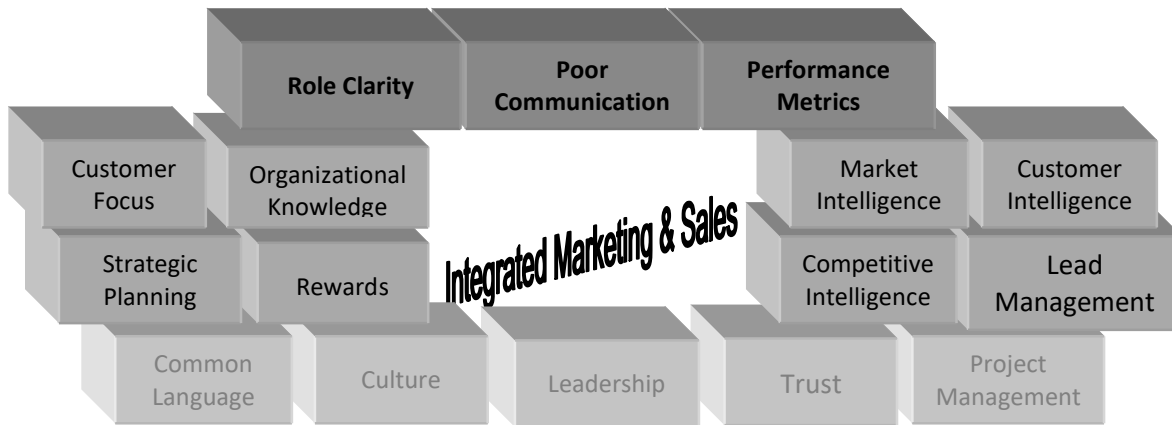 Role Clarity
Poor
Communication
Performance
Metrics
Customer
Focus
Organizational
Knowledge
Market
Intelligence
Customer
Intelligence
Integrated Marketing & Sales
Strategic
Planning
Rewards
Competitive
Intelligence
Lead
Management
Common
Language
Culture
Leadership
Trust
Project
Management